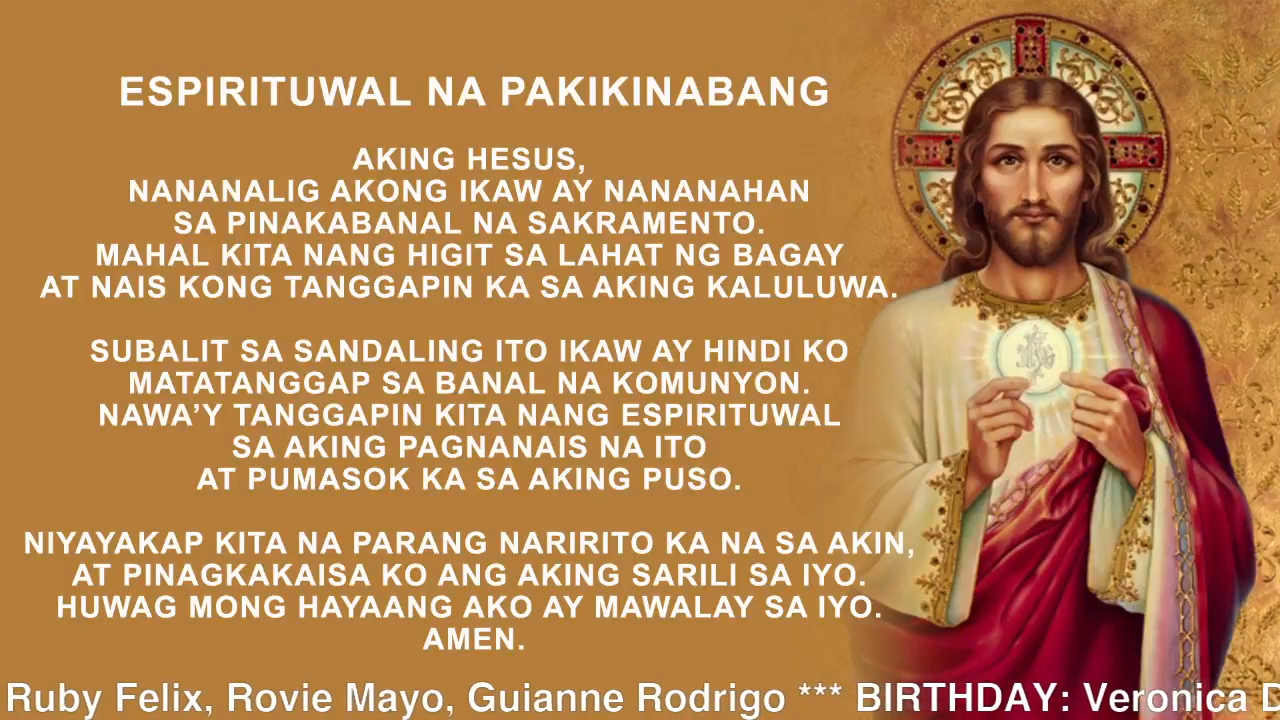 ESPIRITUWAL NA PAKIKINABANG
AKING HESUS,
NANANALIG AKONG IKAW AY NANANAHAN
SA PINAKABANAL NA SAKRAMENTO.
MAHAL KITA NANG HIGIT SA LAHAT NG BAGAY
AT NAIS KONG TANGGAPIN KA SA AKING KALULUWA.
SUBALIT SA SANDALING ITO IKAW AY HINDI KO
MATATANGGAP SA BANAL NA KOMUNYON.
NAWA’Y TANGGAPIN KITA NANG ESPIRITUWAL
SA AKING PAGNANAIS NA ITO
AT PUMASOK KA SA AKING PUSO.
NIYAYAKAP KITA NA PARANG NARIRITO KA NA SA AKIN,
AT PINAGKAKAISA KO ANG AKING SARILI SA IYO.
HUWAG MONG HAYAANG AKO AY MAWALAY SA IYO.
AMEN.
Ruby Felix, Rovie Mayo, Guianne Rodrigo *** BIRTHDAY: Veronica